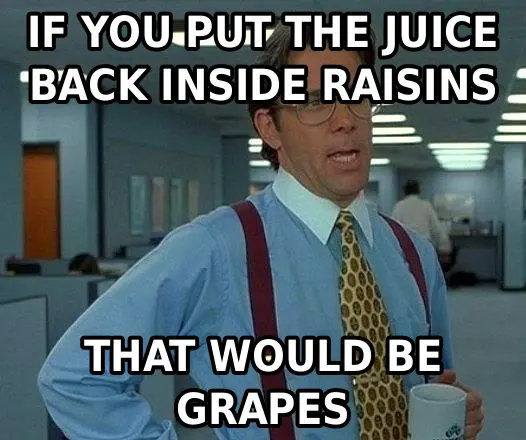 IF YOU PUT THE JUICE
BACK INSIDE RAISINS
THAT WOULD BE
GRAPES